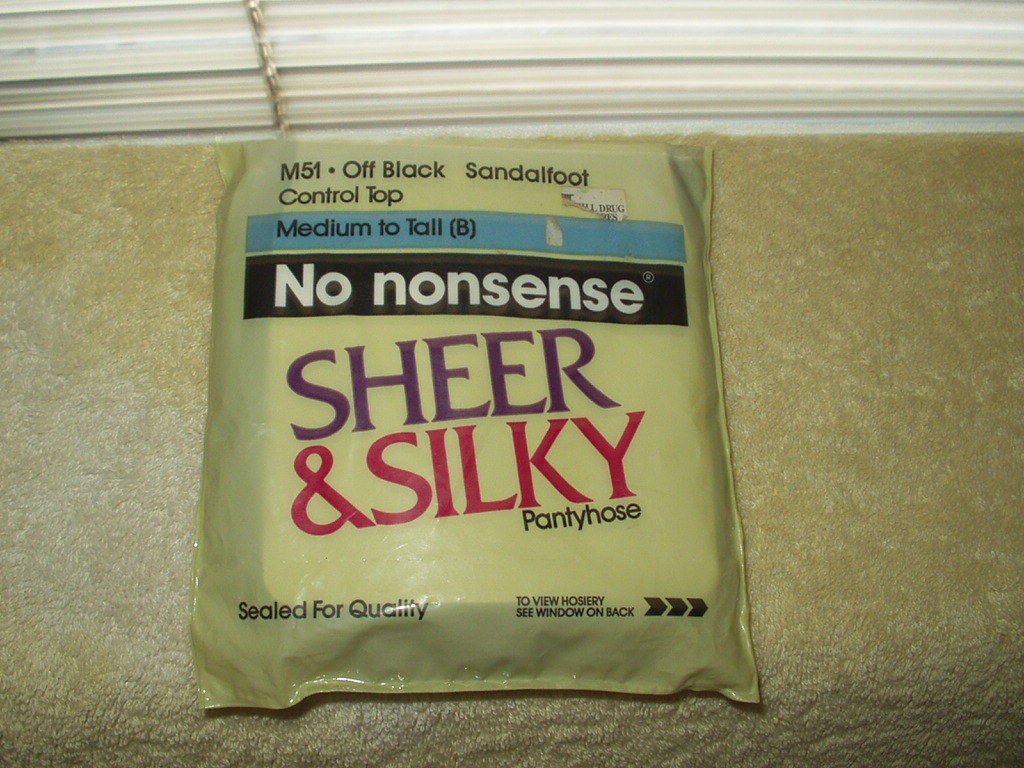 M51 • Off Black Sandalfoot
Control Top
DRUG
Medium to Tall (B)
No nonsense®
SHEER
& SILKY
Pantyhose
Sealed For Quality
TO VIEW HOSIERY
SEE WINDOW ON BACK